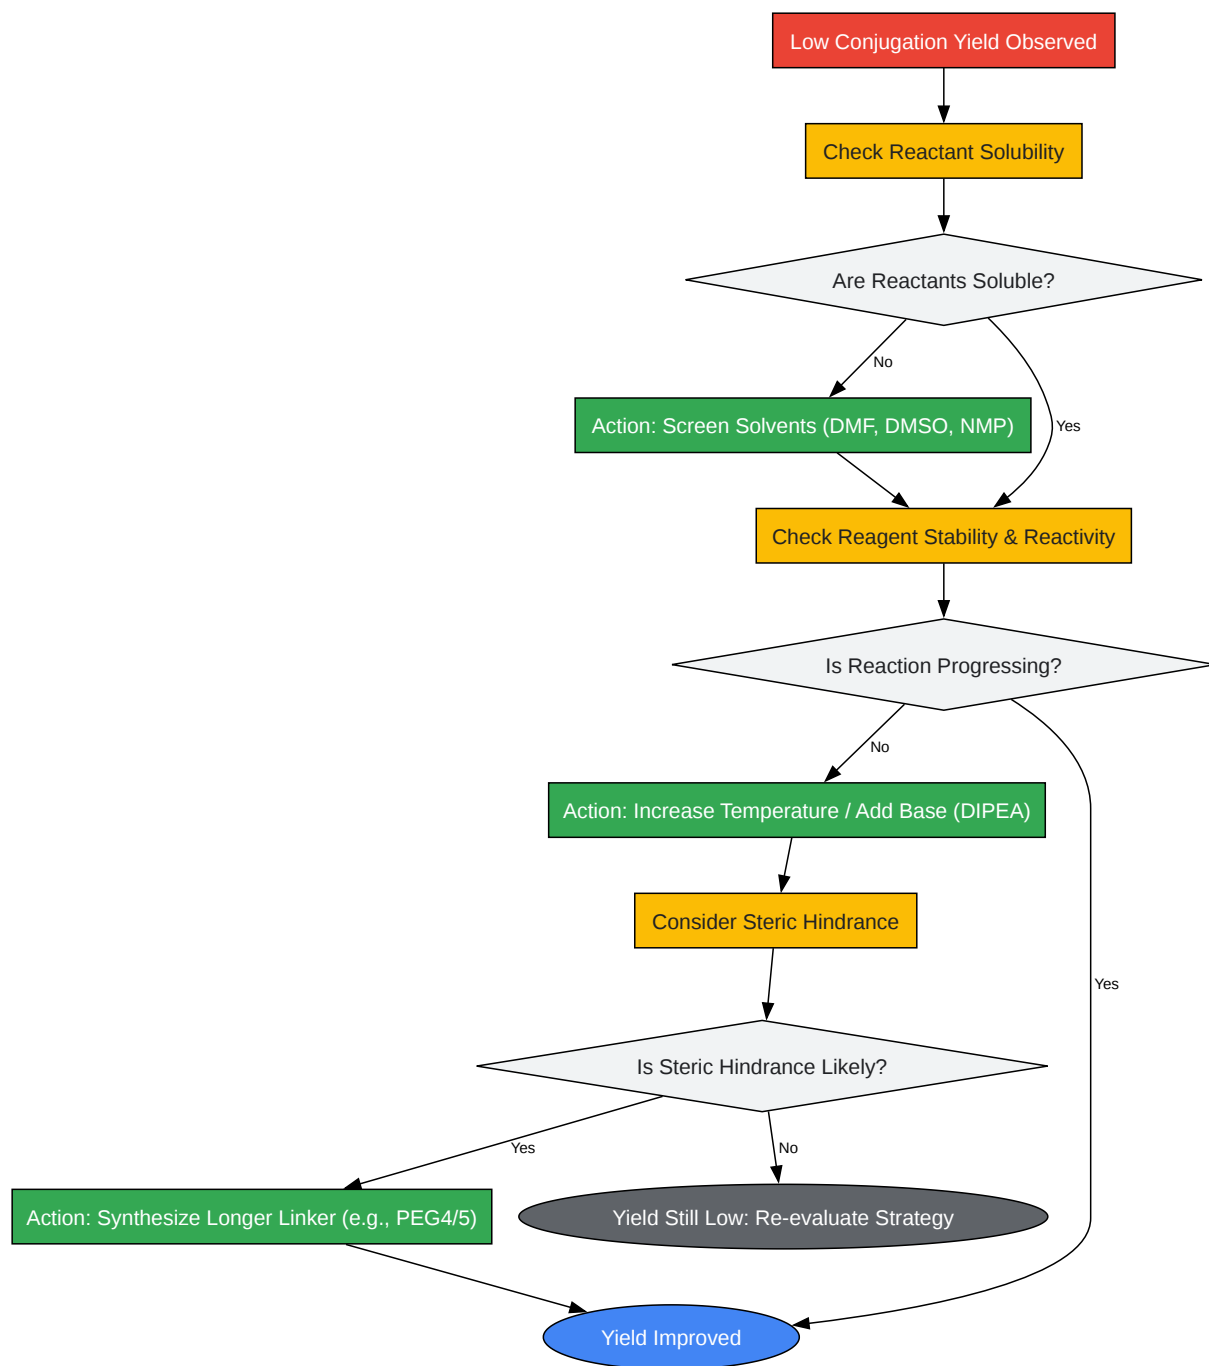 Low Conjugation Yield Observed
Check Reactant Solubility
Are Reactants Soluble?
No
Action: Screen Solvents (DMF, DMSO, NMP)
Yes
Check Reagent Stability & Reactivity
Is Reaction Progressing?
No
Action: Increase Temperature / Add Base (DIPEA)
Consider Steric Hindrance
Yes
Is Steric Hindrance Likely?
Yes
No
Action: Synthesize Longer Linker (e.g., PEG4/5)
Yield Still Low: Re-evaluate Strategy
Yield Improved